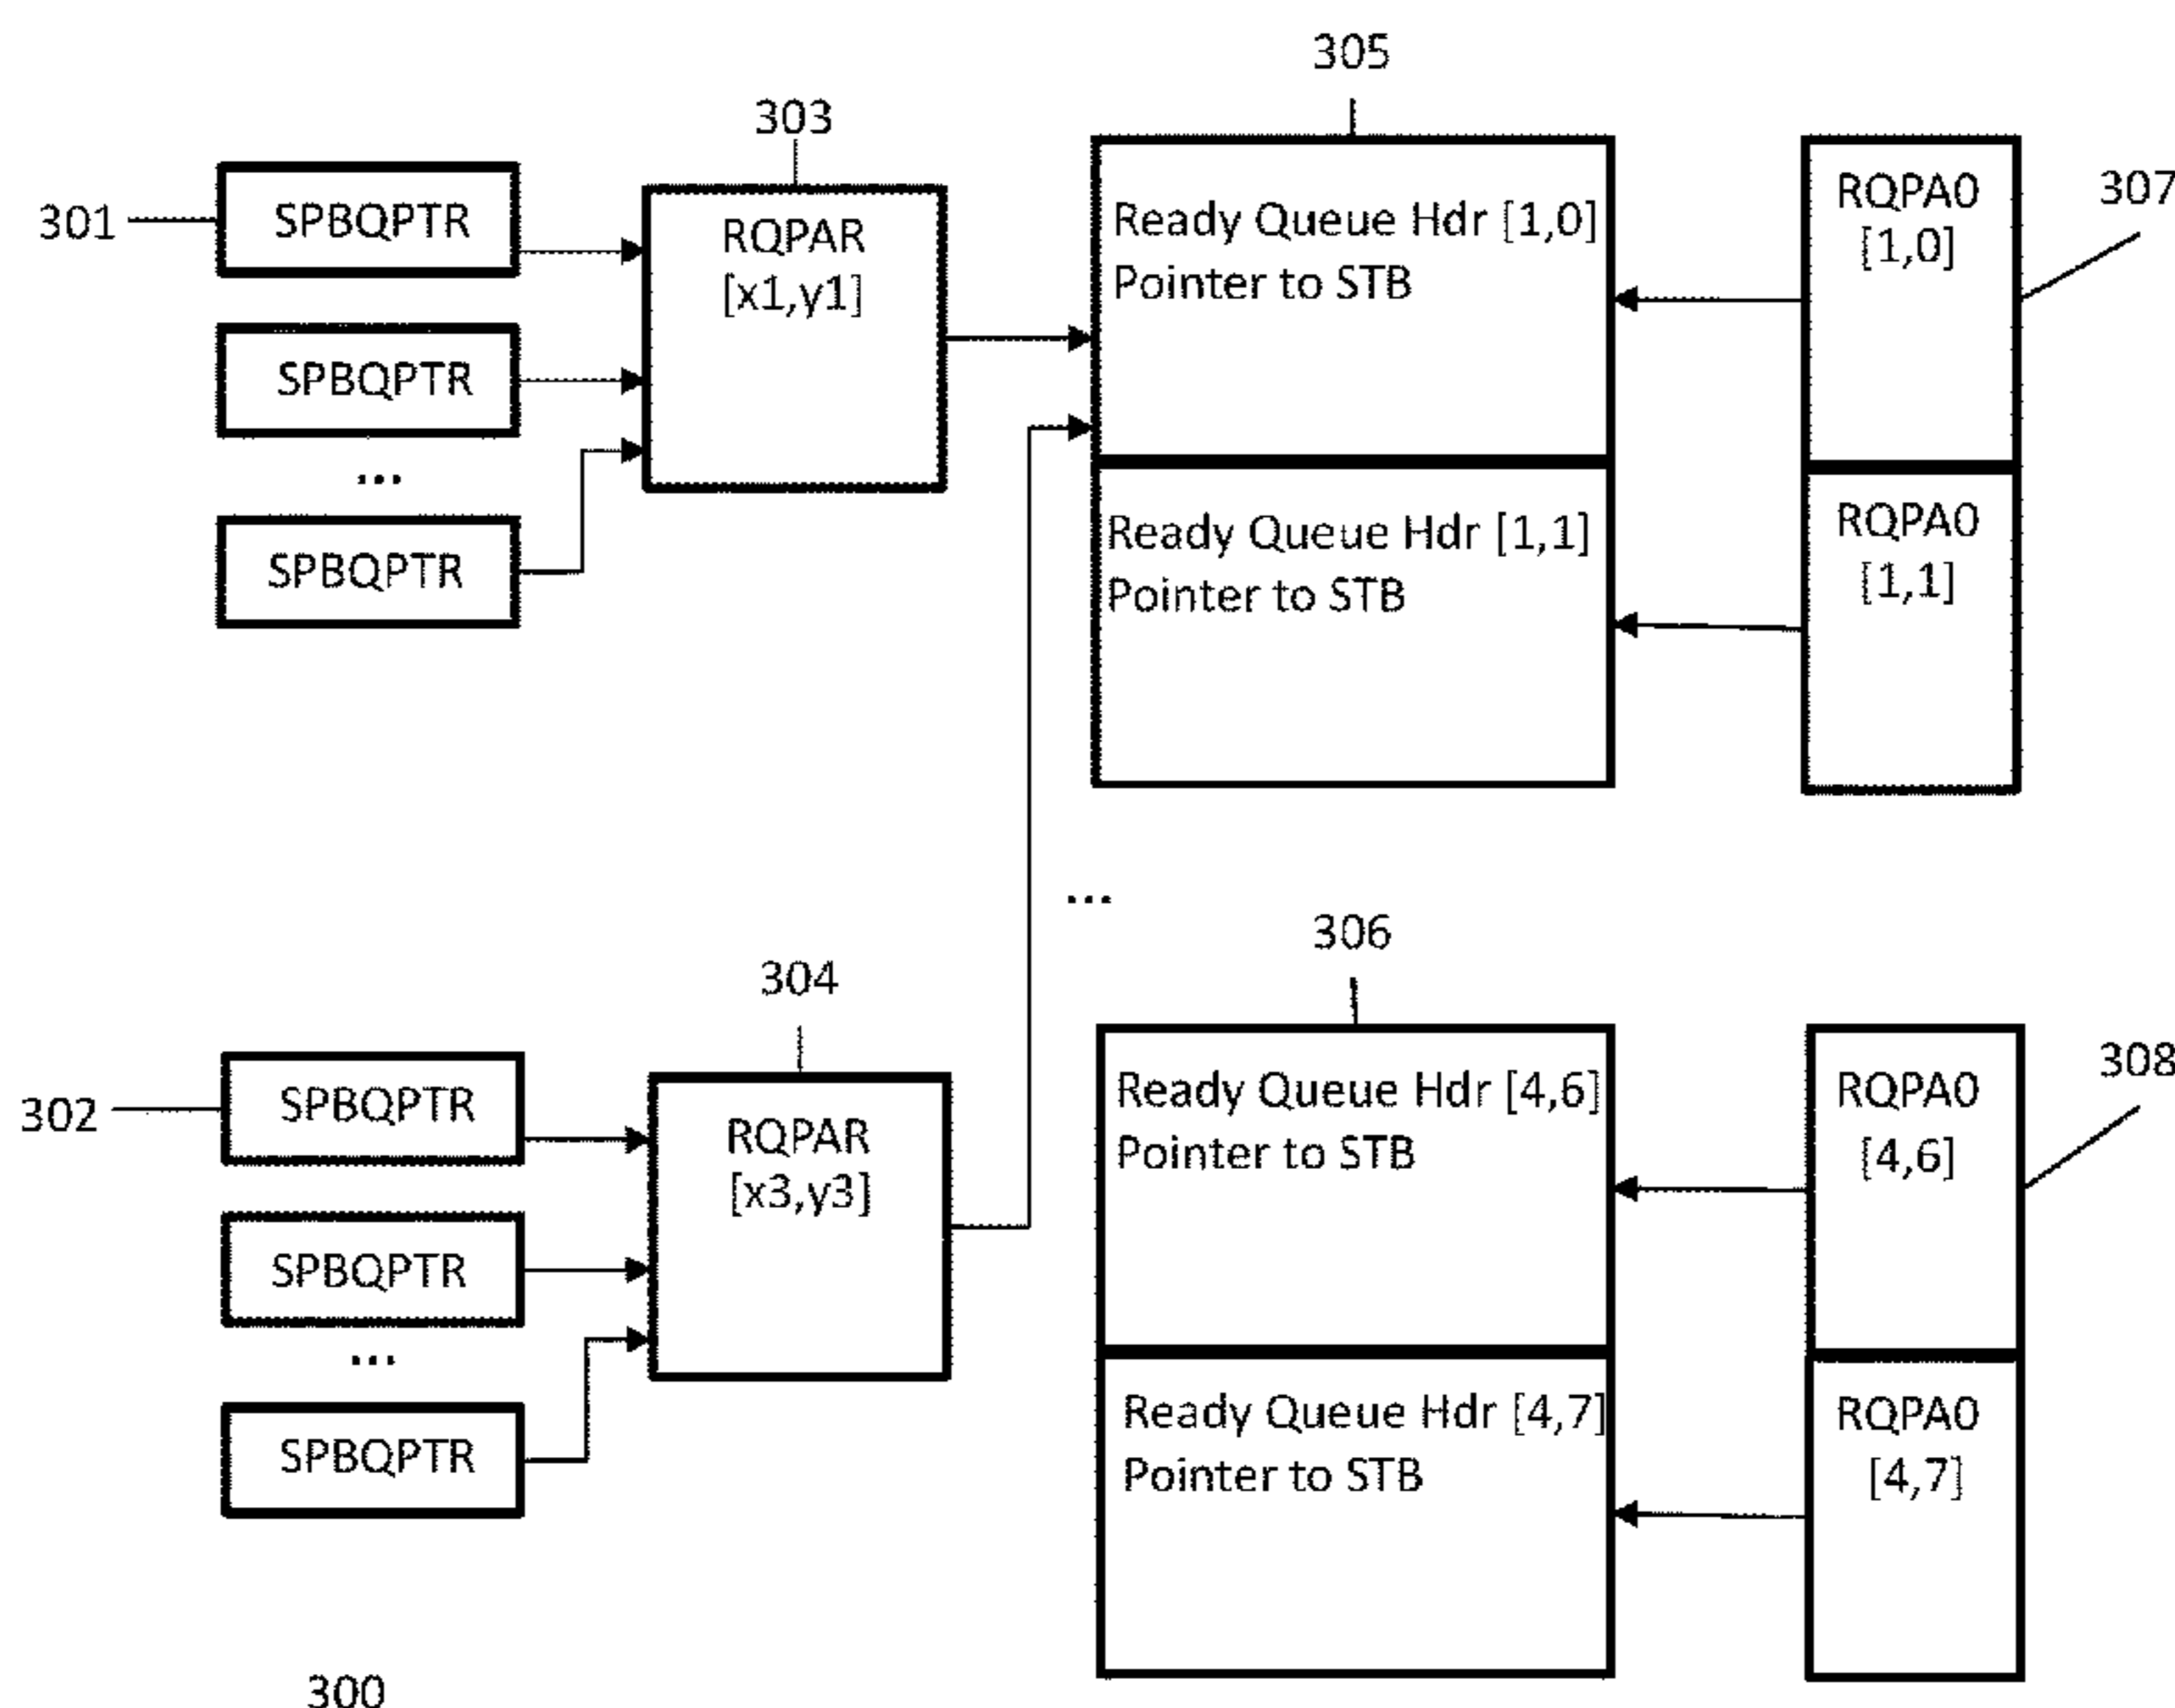 305
303
301
SPBQPTR
RQPAR
[x1,y1]
Ready Queue Hdr [1,0]
Pointer to STB
RQPA0
[1,0]
307
SPBQPTR
...
SPBQPTR
Ready Queue Hdr [1,1]
Pointer to STB
RQPA0
[1,1]
...
306
304
302
SPBQPTR
RQPAR
[x3,y3]
Ready Queue Hdr [4,6]
Pointer to STB
RQPA0
[4,6]
308
SPBQPTR
...
SPBQPTR
Ready Queue Hdr [4,7]
Pointer to STB
RQPA0
[4,7]
300